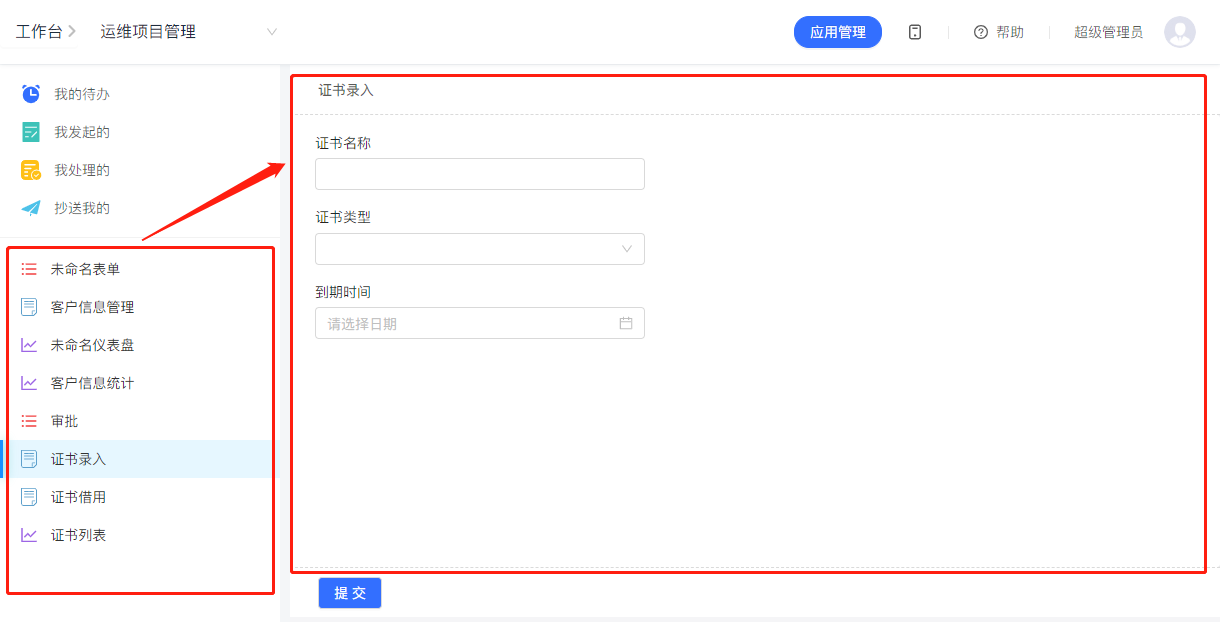 工作台
运维项目管理
应用管理
帮助
超级管理员
我的待办
我发起的
我处理的
抄送我的
未命名表单
客户信息管理
未命名仪表盘
客户信息统计
审批
证书录入
证书借用
证书列表
证书录入
证书名称
证书类型
到期时间
请选择日期
提 交